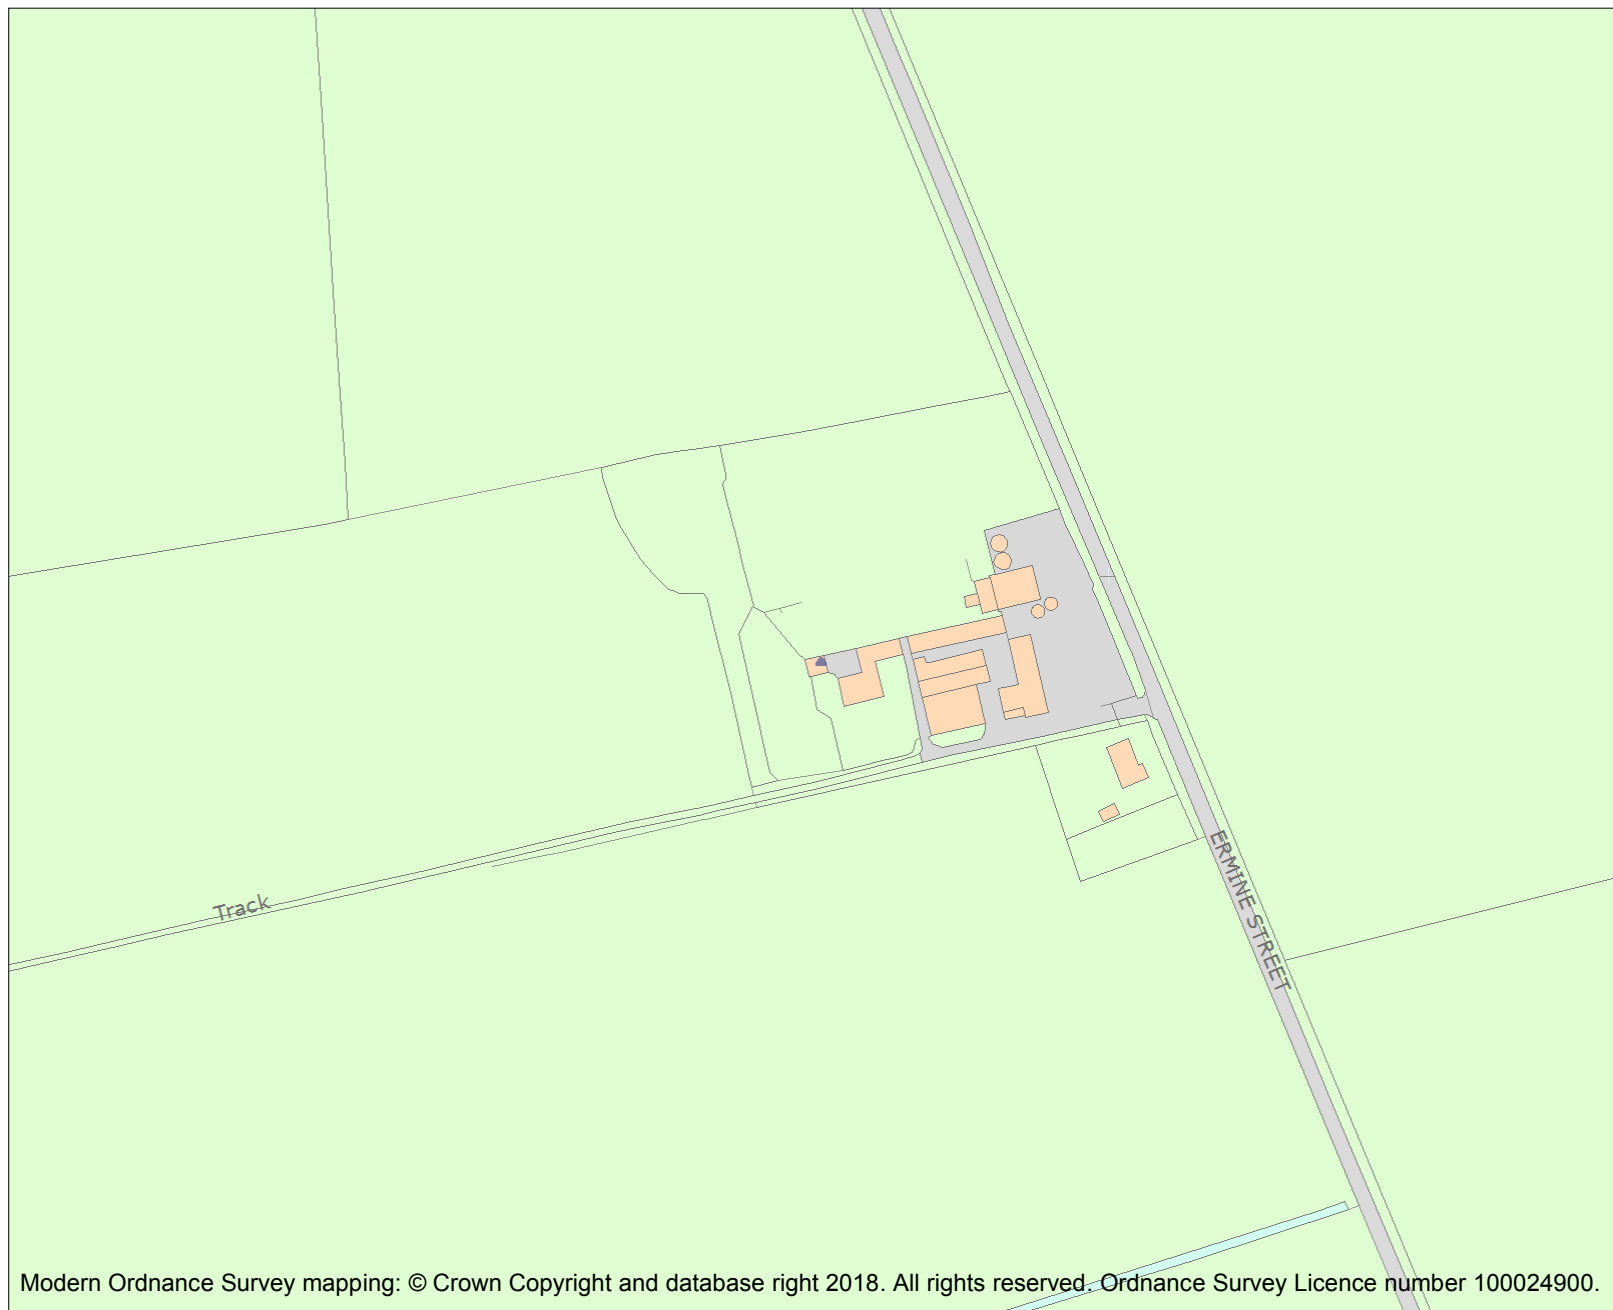 Track
ERMINE STREET
Modern Ordnance Survey mapping: © Crown Copyright and database right 2018. All rights reserved. Ordnance Survey Licence number 100024900.